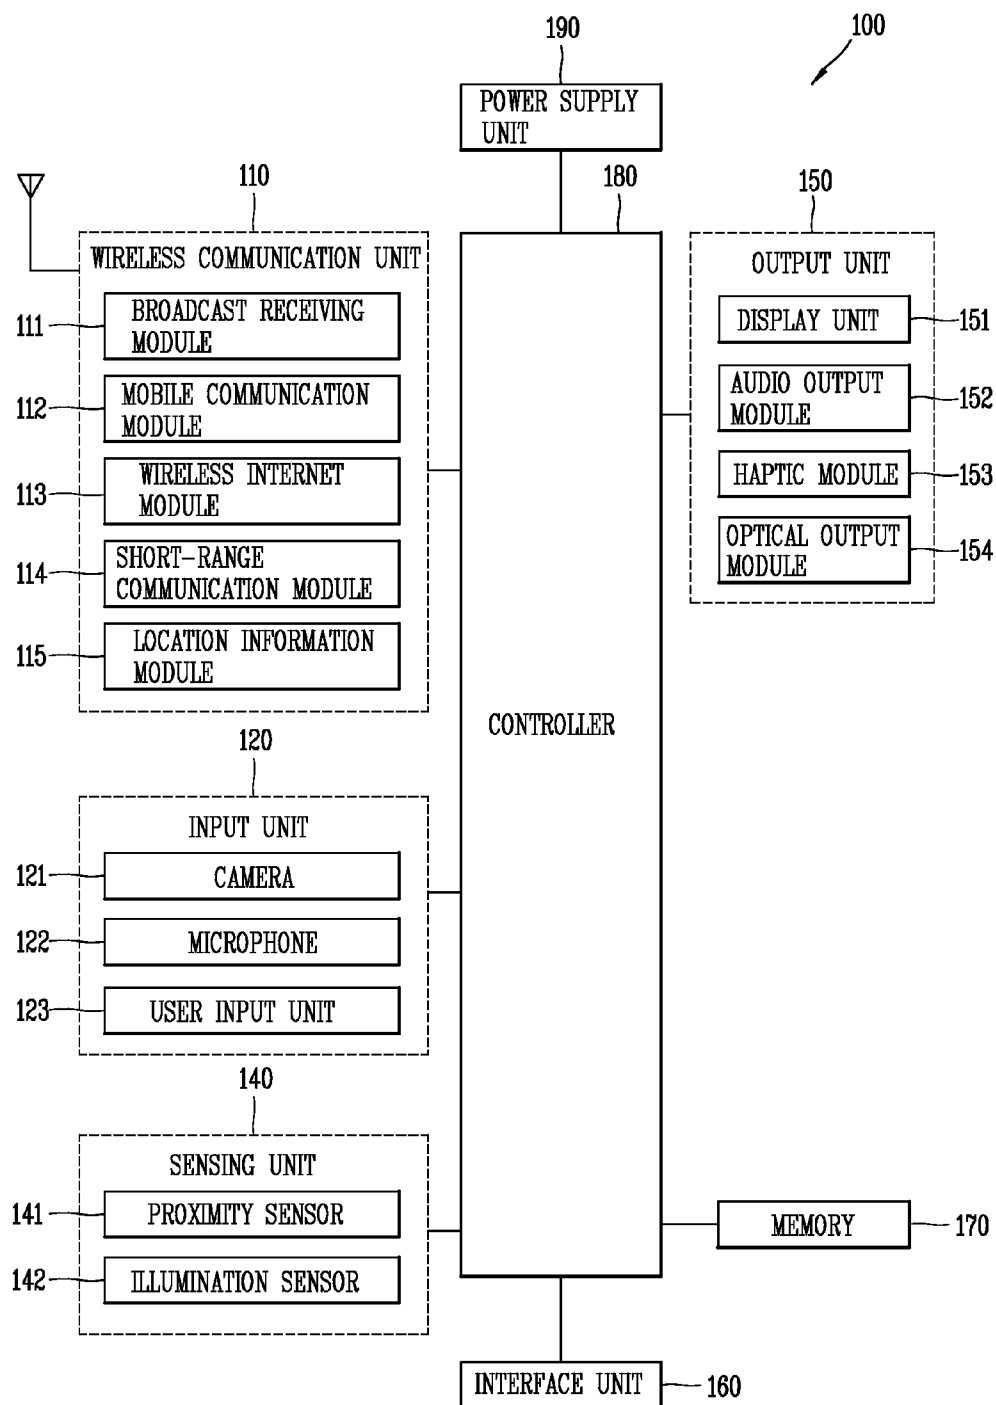 100
190
POWER SUPPLY
UNIT
110
WIRELESS COMMUNICATION UNIT
111
BROADCAST RECEIVING
MODULE
112
MOBILE COMMUNICATION
MODULE
113
WIRELESS INTERNET
MODULE
114
SHORT-RANGE
COMMUNICATION MODULE
115
LOCATION INFORMATION
MODULE
120
INPUT UNIT
121
CAMERA
122
MICROPHONE
123
USER INPUT UNIT
140
SENSING UNIT
141
PROXIMITY SENSOR
142
ILLUMINATION SENSOR
180
CONTROLLER
150
OUTPUT UNIT
DISPLAY UNIT
151
AUDIO OUTPUT
MODULE
152
HAPTIC MODULE
153
OPTICAL OUTPUT
MODULE
154
MEMORY
170
INTERFACE UNIT
160